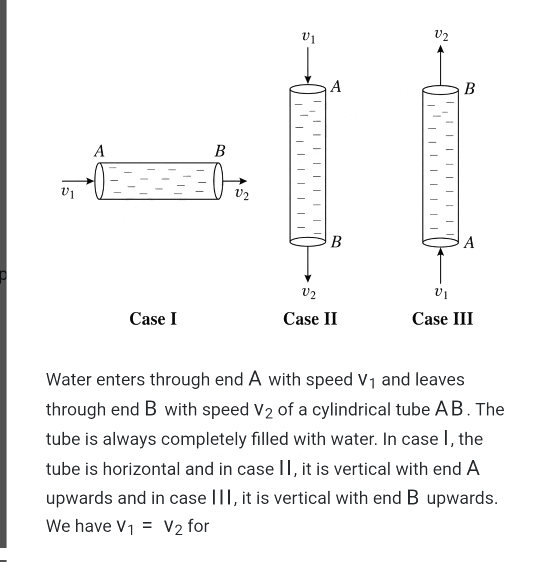 v₁
v₂
A
B
A
B
v₁
v₂
A
B
B
A
v₂
v₁
Case I
Case II
Case III
Water enters through end A with speed v₁ and leaves
through end B with speed v₂ of a cylindrical tube AB. The
tube is always completely filled with water. In case I, the
tube is horizontal and in case II, it is vertical with end A
upwards and in case III, it is vertical with end B upwards.
We have v₁ = v₂ for